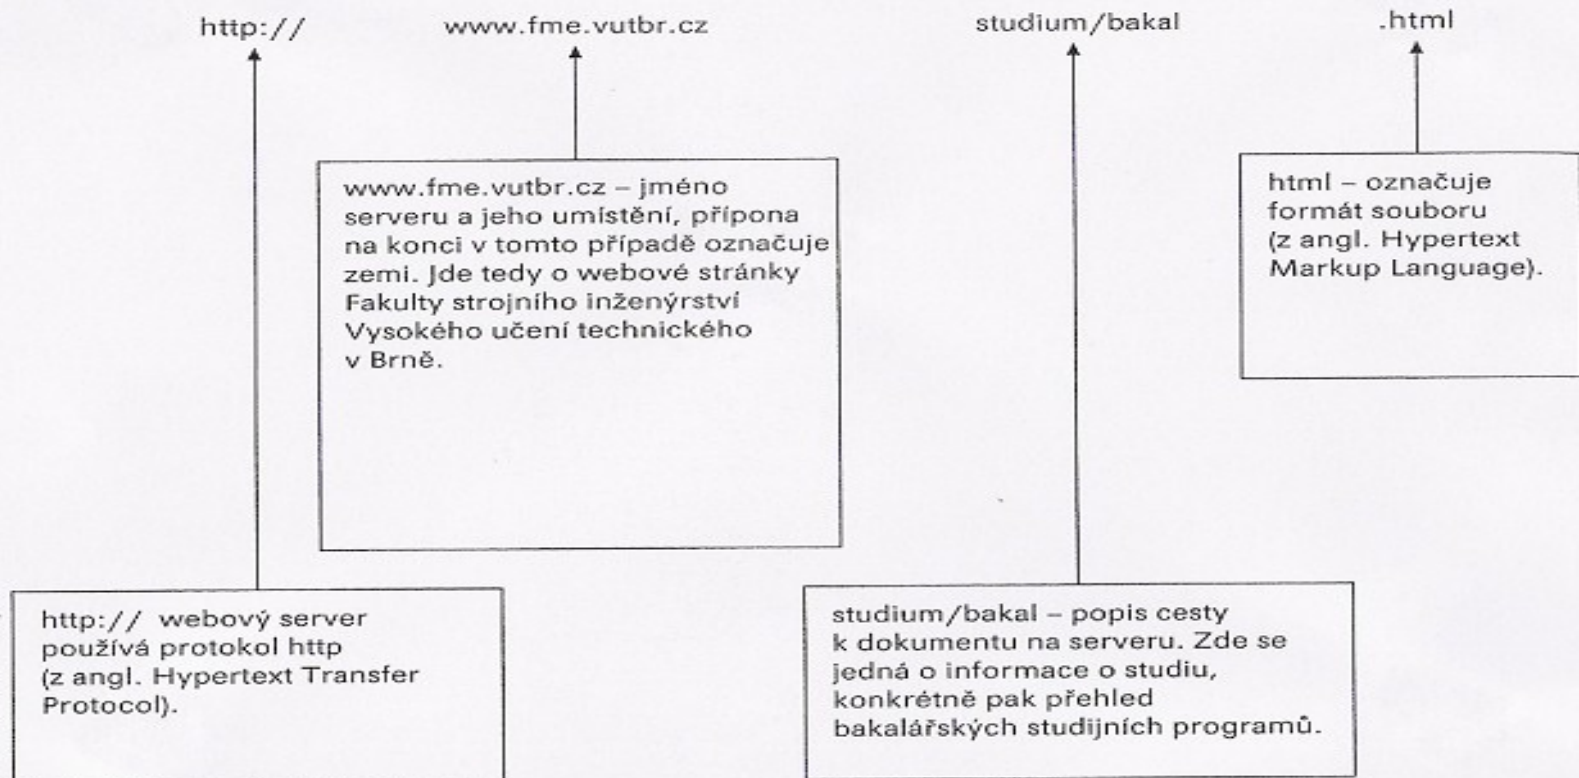 http://
www.fme.vutbr.cz
studium/bakal
.html
www.fme.vutbr.cz – jméno
serveru a jeho umístění, přípona
na konci v tomto případě označuje
zemi. Jde tedy o webové stránky
Fakulty strojního inženýrství
Vysokého učení technického
v Brně.
html – označuje
formát souboru
(z angl. Hypertext
Markup Language).
http:// webový server
používá protokol http
(z angl. Hypertext Transfer
Protocol).
studium/bakal – popis cesty
k dokumentu na serveru. Zde se
jedná o informace o studiu,
konkrétně pak přehled
bakalářských studijních programů.